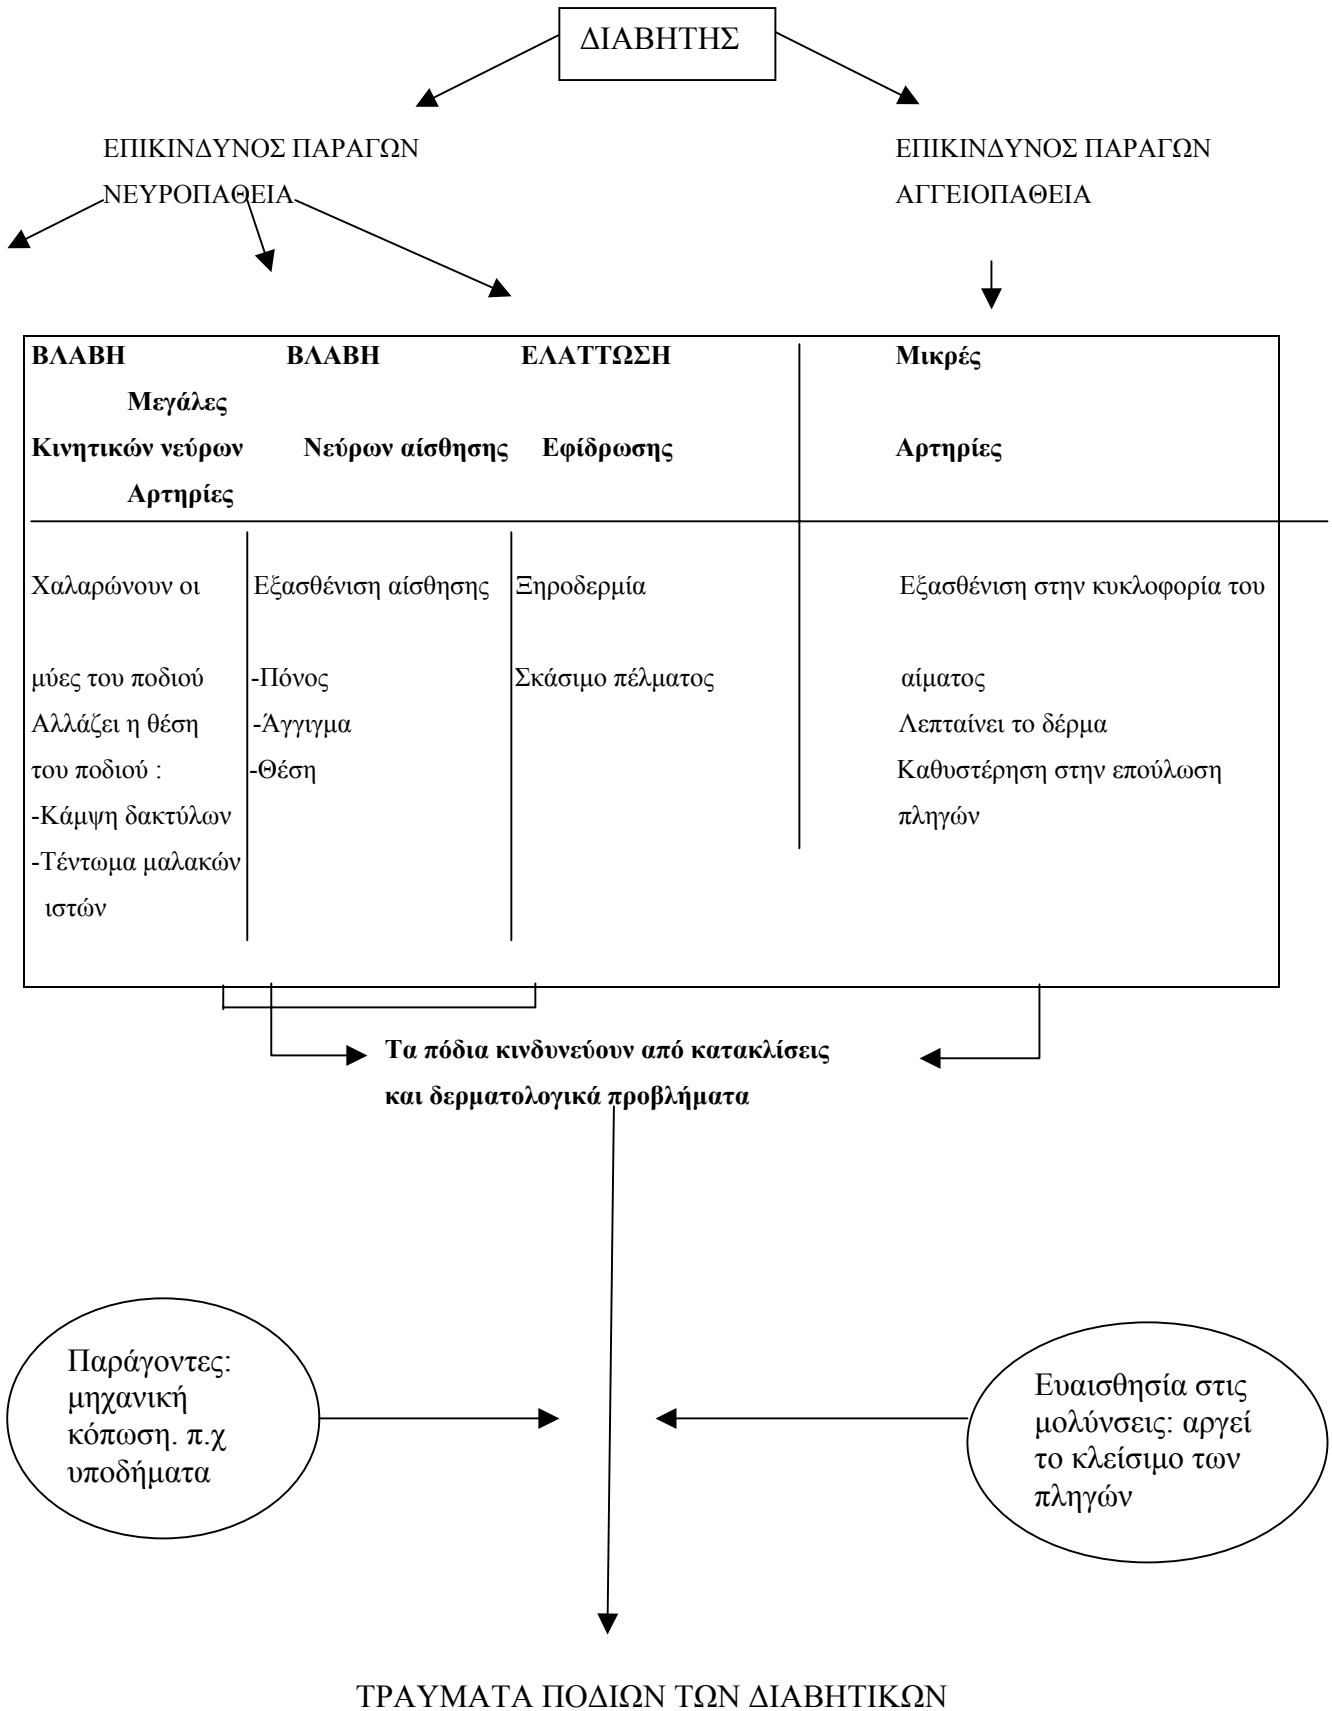 ΔΙΑΒΗΤΗΣ
ΕΠΙΚΙΝΔΥΝΟΣ ΠΑΡΑΓΩΝ
ΝΕΥΡΟΠΑΘΕΙΑ
ΕΠΙΚΙΝΔΥΝΟΣ ΠΑΡΑΓΩΝ
ΑΓΓΕΙΟΠΑΘΕΙΑ
ΒΛΑΒΗ ΒΛΑΒΗ ΕΛΑΤΤΩΣΗ Μικρές
Μεγάλες
Κινητικών νεύρων Νεύρων αίσθησης Εφίδρωσης Αρτηρίες
Αρτηρίες
Χαλαρώνουν οι
μύες του ποδιού
Αλλάζει η θέση
του ποδιού :
-Κάμψη δακτύλων
-Τέντωμα μαλακών
ιστών
Εξασθένιση αίσθησης
-Πόνος
-Άγγιγμα
-Θέση
Ξηροδερμία
Σκάσιμο πέλματος
Εξασθένιση στην κυκλοφορία του
αίματος
Λεπταίνει το δέρμα
Καθυστέρηση στην επούλωση
πληγών
Τα πόδια κινδυνεύουν από κατακλίσεις
και δερματολογικά προβλήματα
Παράγοντες:
μηχανική
κόπωση. π.χ
υποδήματα
Ευαισθησία στις
μολύνσεις: αργεί
το κλείσιμο των
πληγών
ΤΡΑΥΜΑΤΑ ΠΟΔΙΩΝ ΤΩΝ ΔΙΑΒΗΤΙΚΩΝ